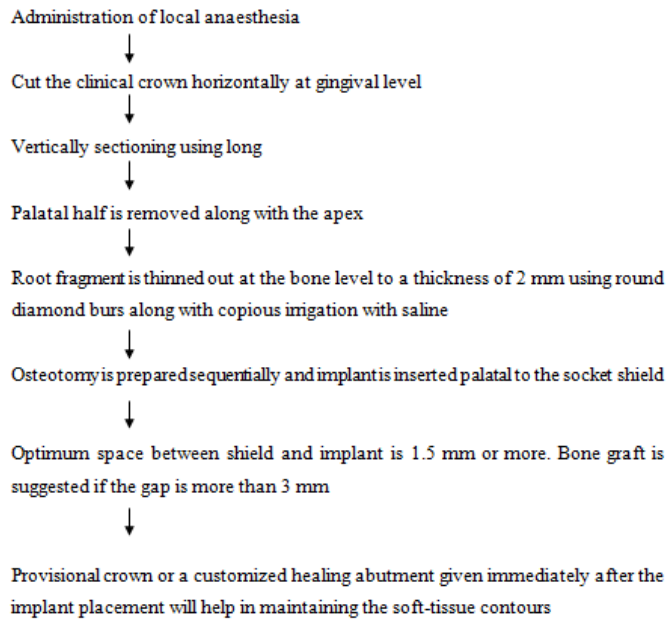 Administration of local anaesthesia
Cut the clinical crown horizontally at gingival level
Vertically sectioning using long
Palatal half is removed along with the apex
Root fragment is thinned out at the bone level to a thickness of 2 mm using round
diamond burs along with copious irrigation with saline
Osteotomy is prepared sequentially and implant is inserted palatal to the socket shield
Optimum space between shield and implant is 1.5 mm or more. Bone graft is
suggested if the gap is more than 3 mm
Provisional crown or a customized healing abutment given immediately after the
implant placement will help in maintaining the soft-tissue contours